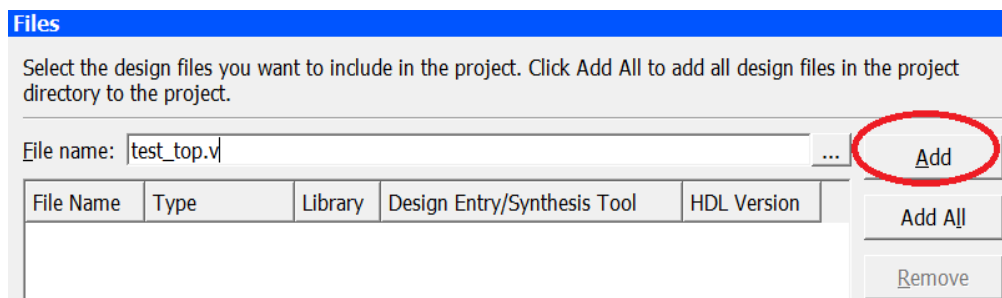 Files
Select the design files you want to include in the project. Click Add All to add all design files in the project
directory to the project.
File name: test_top.v ... Add
File Name Type Library Design Entry/Synthesis Tool HDL Version
Add All
Remove